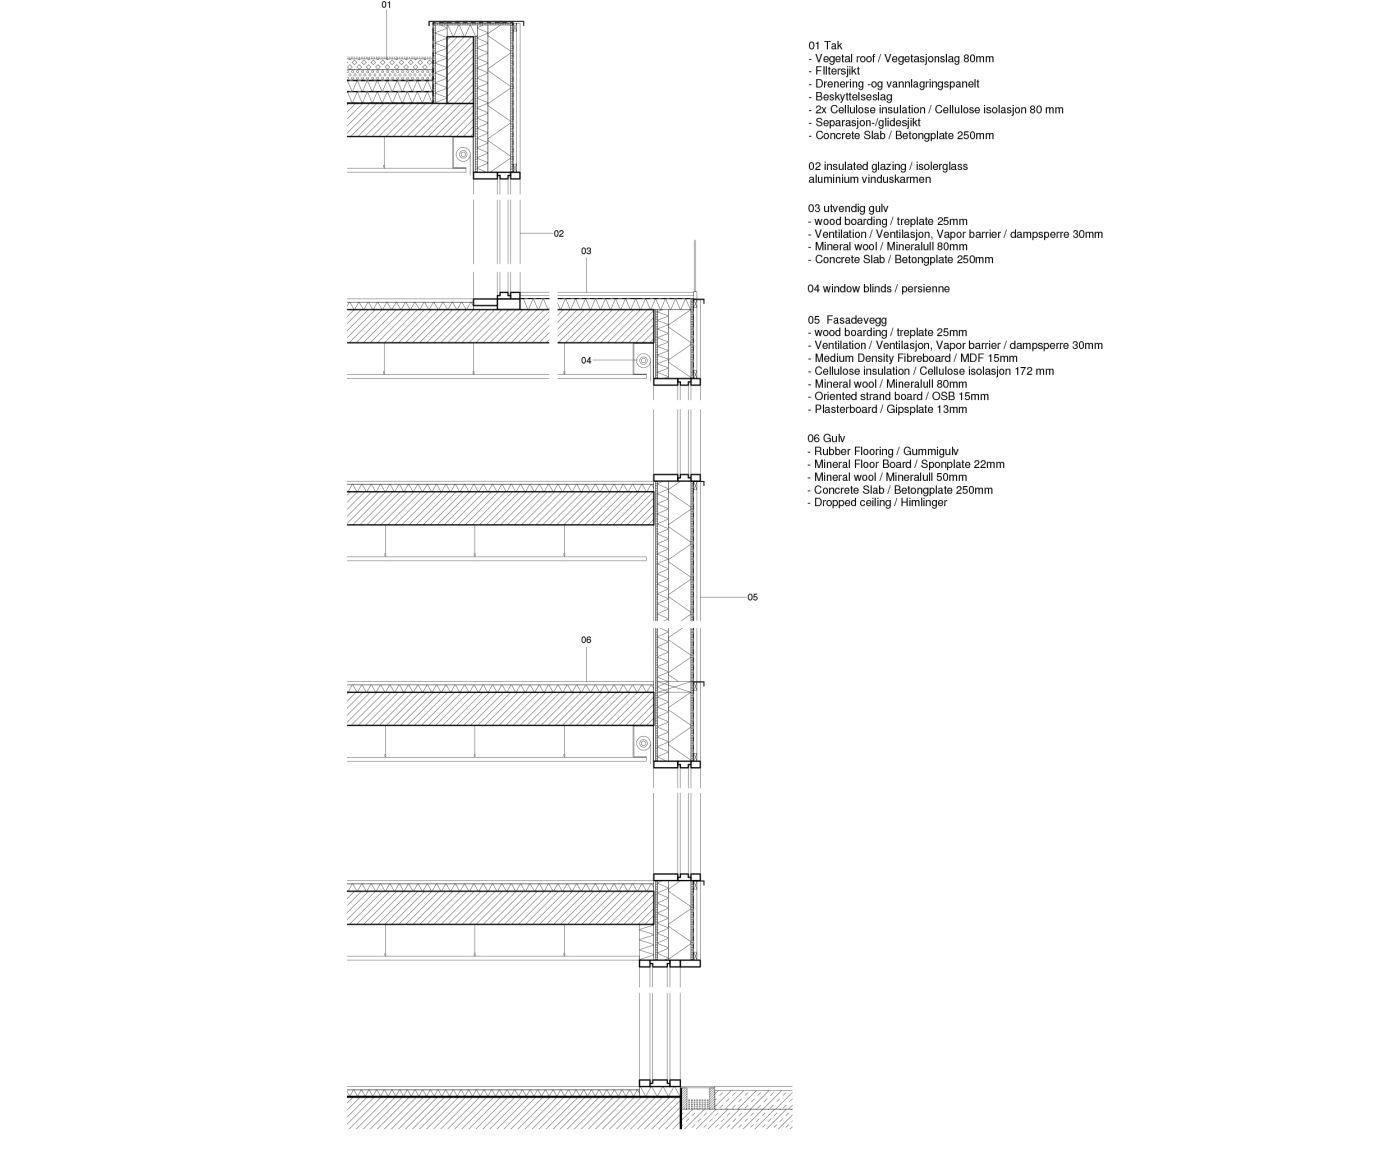 01
02
03
04
05
06
01 Tak
- Vegetal roof / Vegetasjonslag 80mm
- FIltersjikt
- Drenering -og vannlagringspanelt
- Beskyttelseslag
- 2x Cellulose insulation / Cellulose isolasjon 80 mm
- Separasjon-/glidesjikt
- Concrete Slab / Betongplate 250mm
02 insulated glazing / isolerglass
aluminium vinduskarmen
03 utvendig gulv
- wood boarding / treplate 25mm
- Ventilation / Ventilasjon, Vapor barrier / dampsperre 30mm
- Mineral wool / Mineralull 80mm
- Concrete Slab / Betongplate 250mm
04 window blinds / persienne
05 Fasadevegg
- wood boarding / treplate 25mm
- Ventilation / Ventilasjon, Vapor barrier / dampsperre 30mm
- Medium Density Fibreboard / MDF 15mm
- Cellulose insulation / Cellulose isolasjon 172 mm
- Mineral wool / Mineralull 80mm
- Oriented strand board / OSB 15mm
- Plasterboard / Gipsplate 13mm
06 Gulv
- Rubber Flooring / Gummigulv
- Mineral Floor Board / Sponplate 22mm
- Mineral wool / Mineralull 50mm
- Concrete Slab / Betongplate 250mm
- Dropped ceiling / Himlinger